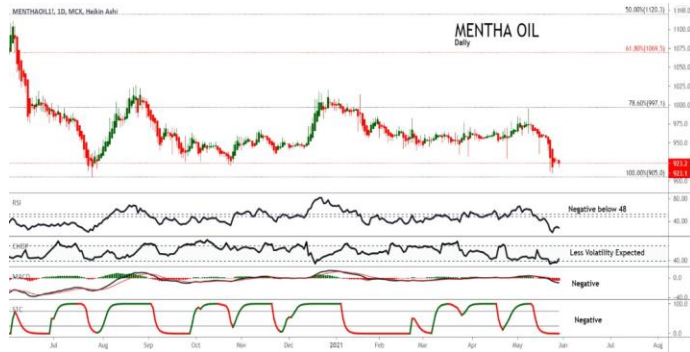 MENTHAOIL1!, 1D, MCX, Heikin Ashi
MENTHA OIL
Daily
50.00%(1120.3)
61.80%(1069.5)
78.60%(997.1)
100.00%(905.0)
1100.0
1075.0
1050.0
1025.0
1000.0
975.0
950.0
923.2
923.1
900.0
RSI
Negative below 48
80.00
40.00
CHOP
Less Volatility Expected
40.00
MACD
Negative
-40.0
STC
Negative
100.0
0.0
Jul Aug Sep Oct Nov Dec 2021 Feb Mar Apr May Jun Jul Aug